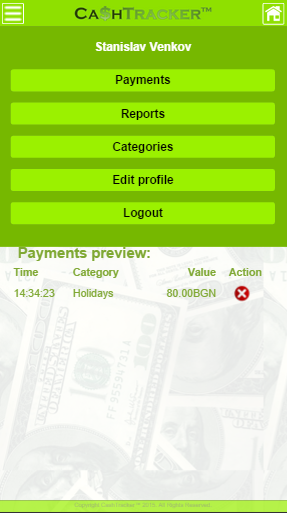 CA$HTRACKER™
Stanislav Venkov
Payments
Reports
Categories
Edit profile
Logout
Payments preview:
Time Category Value Action
14:34:23 Holidays 80.00BGN
Copyright CashTracker ™ 2015. All Rights Reserved